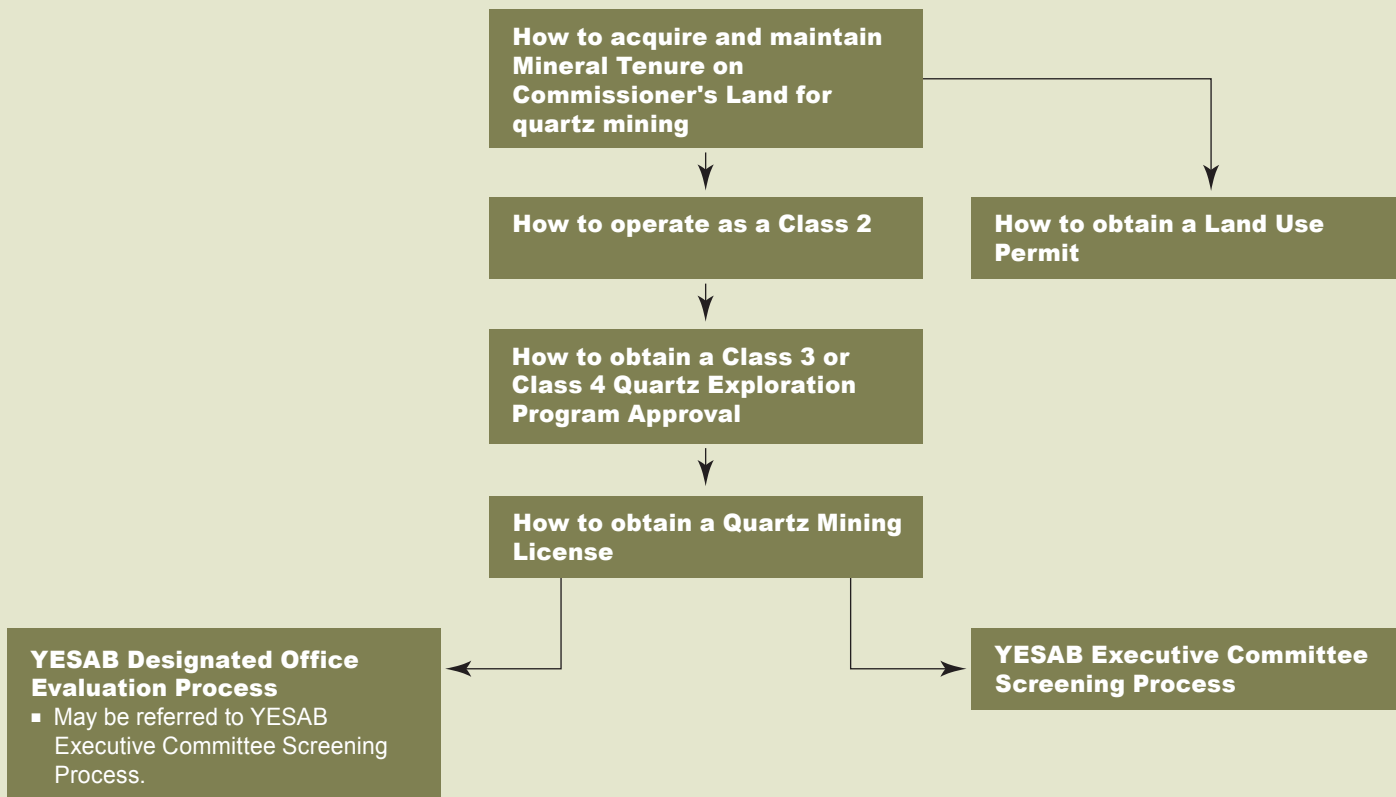 How to acquire and maintain
Mineral Tenure on
Commissioner's Land for
quartz mining
How to operate as a Class 2
How to obtain a Land Use
Permit
How to obtain a Class 3 or
Class 4 Quartz Exploration
Program Approval
How to obtain a Quartz Mining
License
YESAB Designated Office
Evaluation Process
▪ May be referred to YESAB
Executive Committee Screening
Process.
YESAB Executive Committee
Screening Process